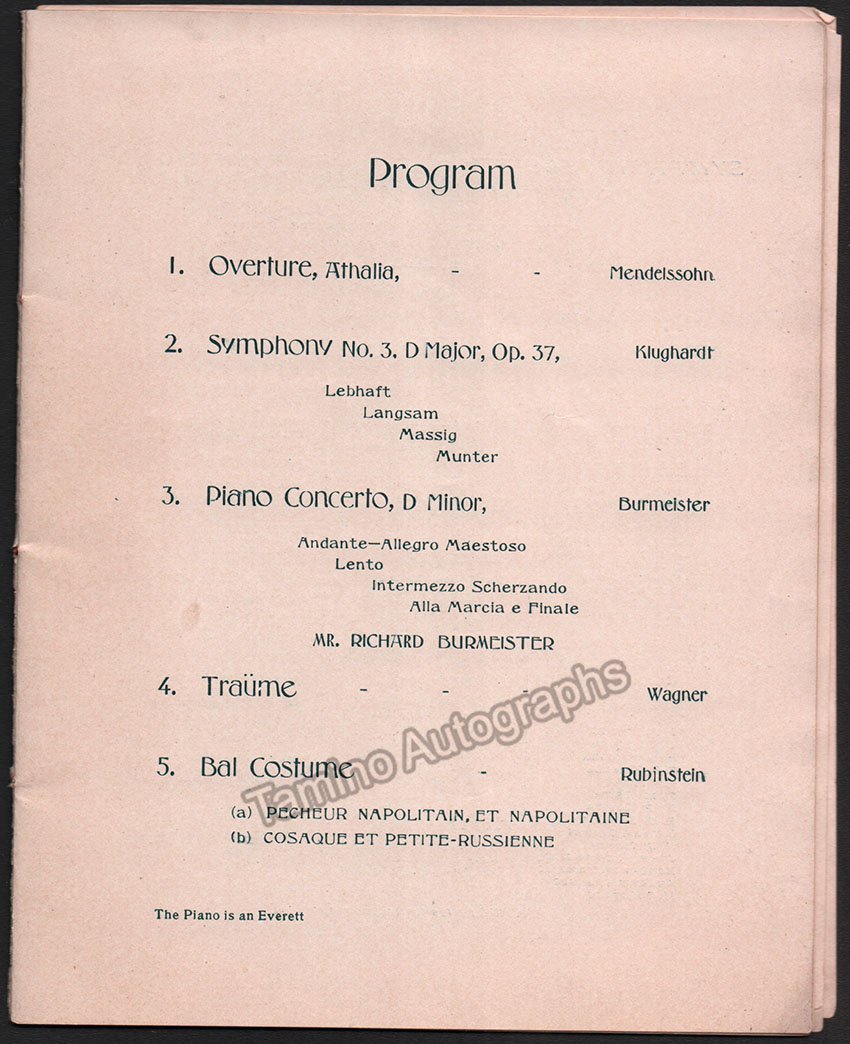 Program
1. Overture, Athalia, - - Mendelssohn
2. Symphony No. 3, D Major, Op. 37, Klughardt
Lebhaft
Langsam
Massig
Munter
3. Piano Concerto, D Minor, Burmeister
Andante—Allegro Maestoso
Lento
Intermezzo Scherzando
Alla Marcia e Finale
MR. RICHARD BURMEISTER
4. Traüme - - - Wagner
5. Bal Costume - Rubinstein
(a) PECHEUR NAPOLITAIN, ET NAPOLITAINE
(b) COSAQUE ET PETITE-RUSSIENNE
The Piano is an Everett
Tamino Autographs